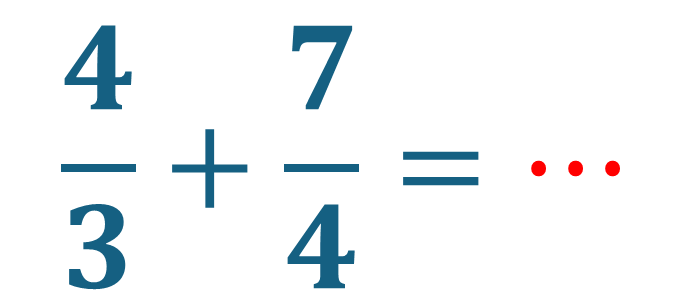 4/3 + 7/4 = ...